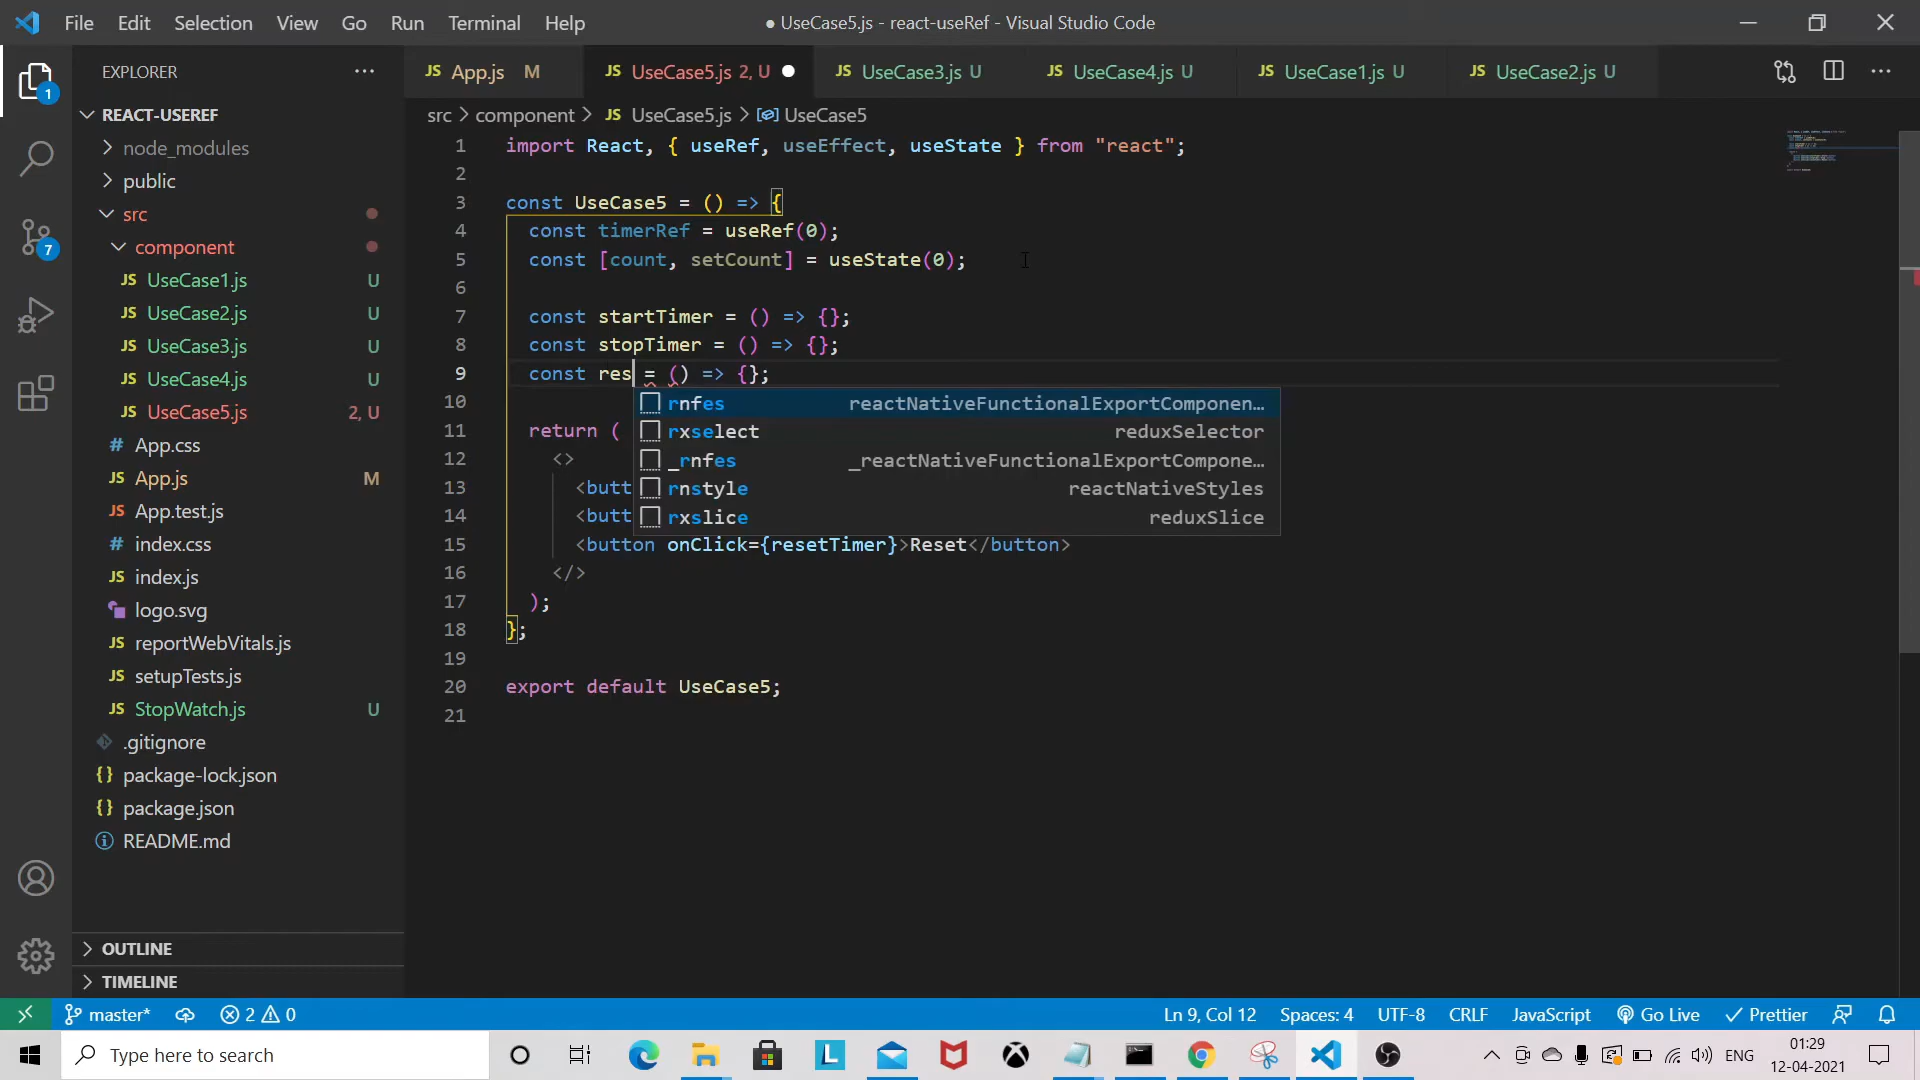 File Edit Selection View Go Run Terminal Help
● UseCase5.js - react-useRef - Visual Studio Code
EXPLORER
JS App.js M
JS UseCase5.js 2, U
JS UseCase3.js U
JS UseCase4.js U
JS UseCase1.js U
JS UseCase2.js U
1
7
REACT-USEREF
node_modules
public
src
component
JS UseCase1.js U
JS UseCase2.js U
JS UseCase3.js U
JS UseCase4.js U
JS UseCase5.js 2, U
# App.css
JS App.js M
JS App.test.js
# index.css
JS index.js
logo.svg
JS reportWebVitals.js
JS setupTests.js
JS StopWatch.js U
.gitignore
{} package-lock.json
{} package.json
README.md
OUTLINE
TIMELINE
src > component > JS UseCase5.js > UseCase5
1 import React, { useRef, useEffect, useState } from "react";
2
3 const UseCase5 = () => {
4 const timerRef = useRef(0);
5 const [count, setCount] = useState(0);
6
7 const startTimer = () => {};
8 const stopTimer = () => {};
9 const res = () => {};
10
11 return (
12 <>
13 <butt
14 <butt
15 <button onClick={resetTimer}>Reset</button>
16 </>
17 );
18 };
19
20 export default UseCase5;
21
rnfes reactNativeFunctionalExportComponen…
rxselect reduxSelector
_rnfes _reactNativeFunctionalExportCompone…
rnstyle reactNativeStyles
rxslice reduxSlice
master* 2 0
Ln 9, Col 12 Spaces: 4 UTF-8 CRLF JavaScript Go Live Prettier
Type here to search
L
ENG
01:29
12-04-2021